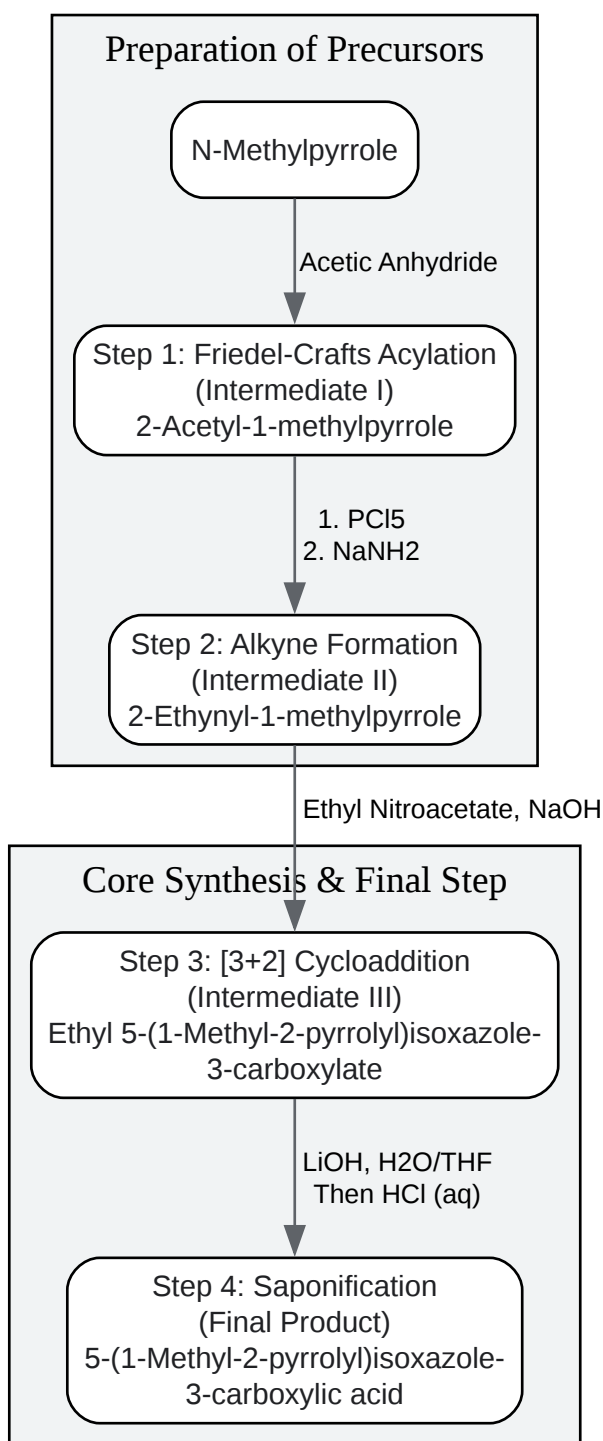 Preparation of Precursors
N-Methylpyrrole
Acetic Anhydride
Step 1: Friedel-Crafts Acylation
(Intermediate I)
2-Acetyl-1-methylpyrrole
1. PCl5
2. NaNH2
Step 2: Alkyne Formation
(Intermediate II)
2-Ethynyl-1-methylpyrrole
Ethyl Nitroacetate, NaOH
Core Synthesis & Final Step
Step 3: [3+2] Cycloaddition
(Intermediate III)
Ethyl 5-(1-Methyl-2-pyrrolyl)isoxazole-
3-carboxylate
LiOH, H2O/THF
Then HCl (aq)
Step 4: Saponification
(Final Product)
5-(1-Methyl-2-pyrrolyl)isoxazole-
3-carboxylic acid